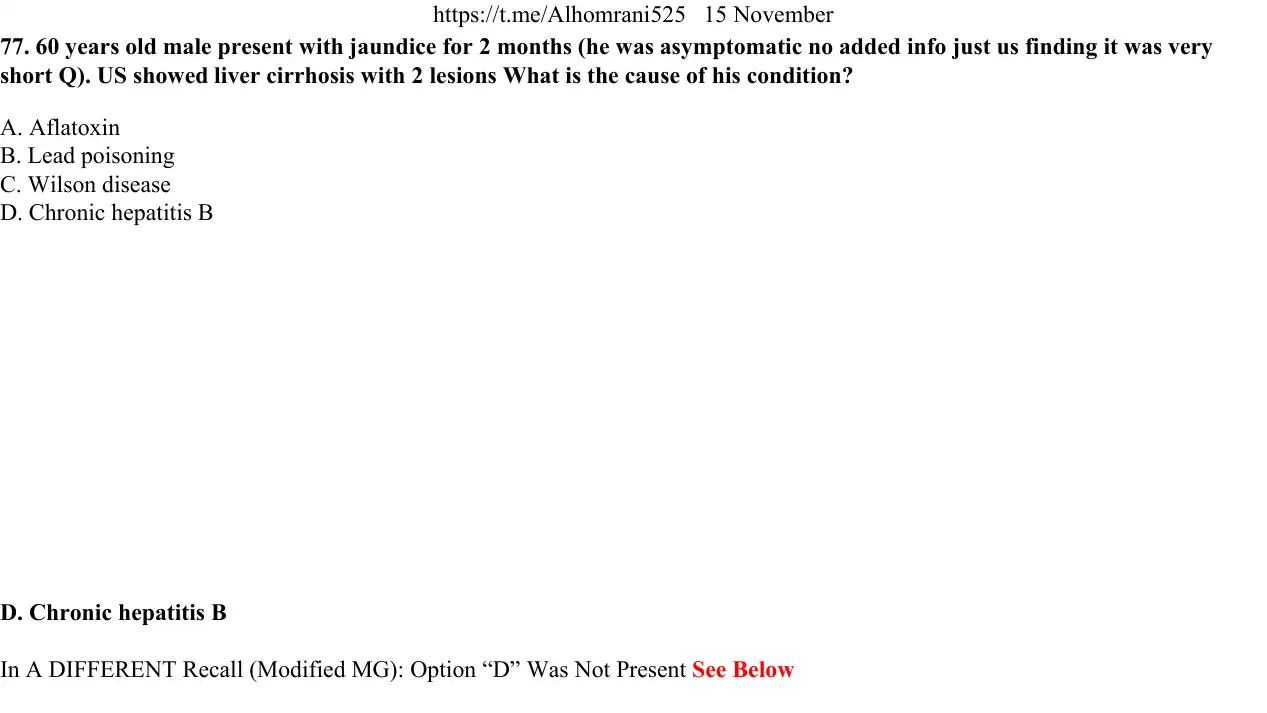 https://t.me/Alhomrani525 15 November
77. 60 years old male present with jaundice for 2 months (he was asymptomatic no added info just us finding it was very
short Q). US showed liver cirrhosis with 2 lesions What is the cause of his condition?
A. Aflatoxin
B. Lead poisoning
C. Wilson disease
D. Chronic hepatitis B
D. Chronic hepatitis B
In A DIFFERENT Recall (Modified MG): Option “D” Was Not Present See Below